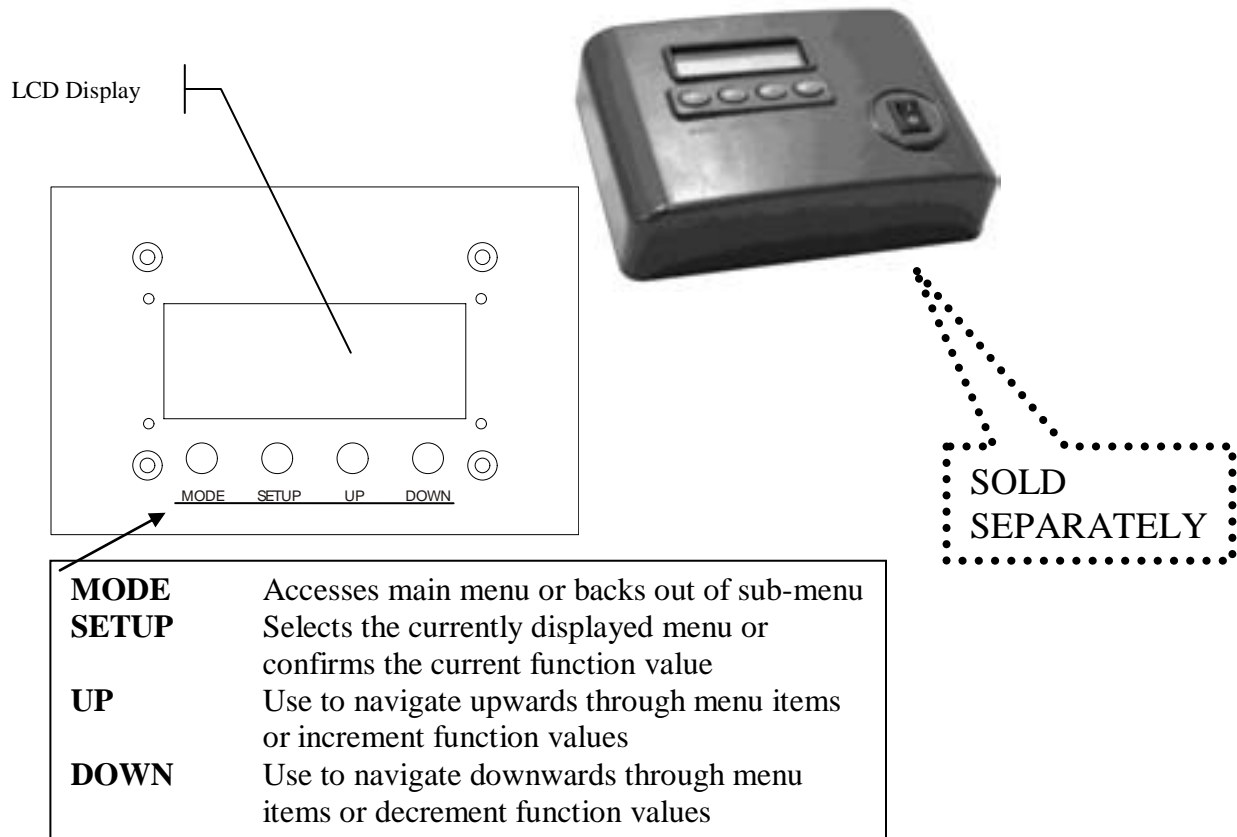 LCD Display
MODE SETUP UP DOWN
SOLD
SEPARATELY
MODE Accesses main menu or backs out of sub-menu
SETUP Selects the currently displayed menu or
confirms the current function value
UP Use to navigate upwards through menu items
or increment function values
DOWN Use to navigate downwards through menu
items or decrement function values